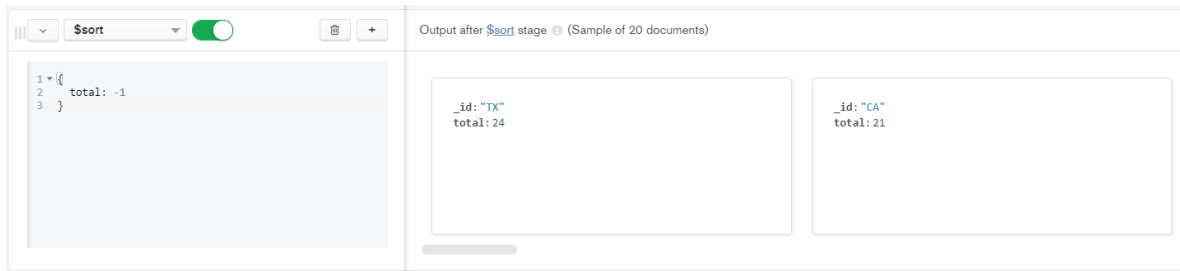 $sort
+
Output after $sort stage (Sample of 20 documents)
1 {
2 total: -1
3 }
_id:"TX"
total:24
_id:"CA"
total:21